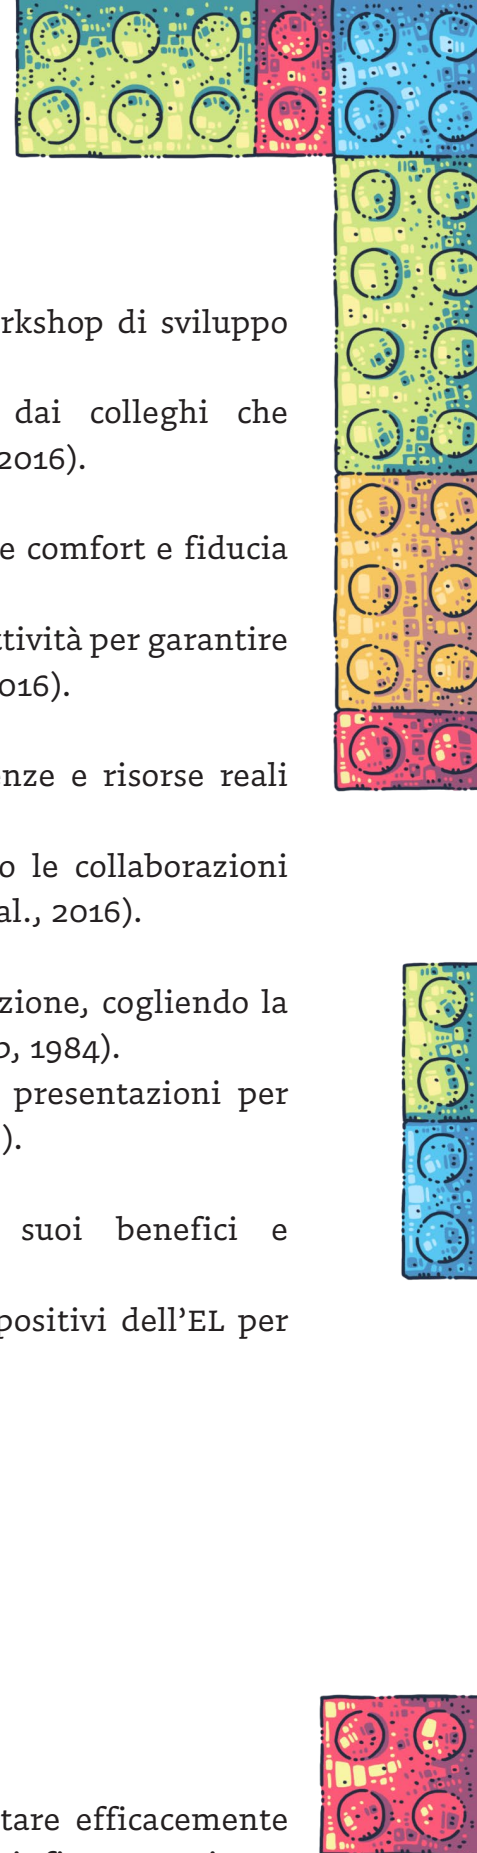 rkshop di sviluppo
dai colleghi che
2016).
e comfort e fiducia
ttività per garantire
016).
nze e risorse reali
o le collaborazioni
al., 2016).
zione, cogliendo la
b, 1984).
presentazioni per
).
suoi benefici e
positivi dell’EL per
tare efficacemente